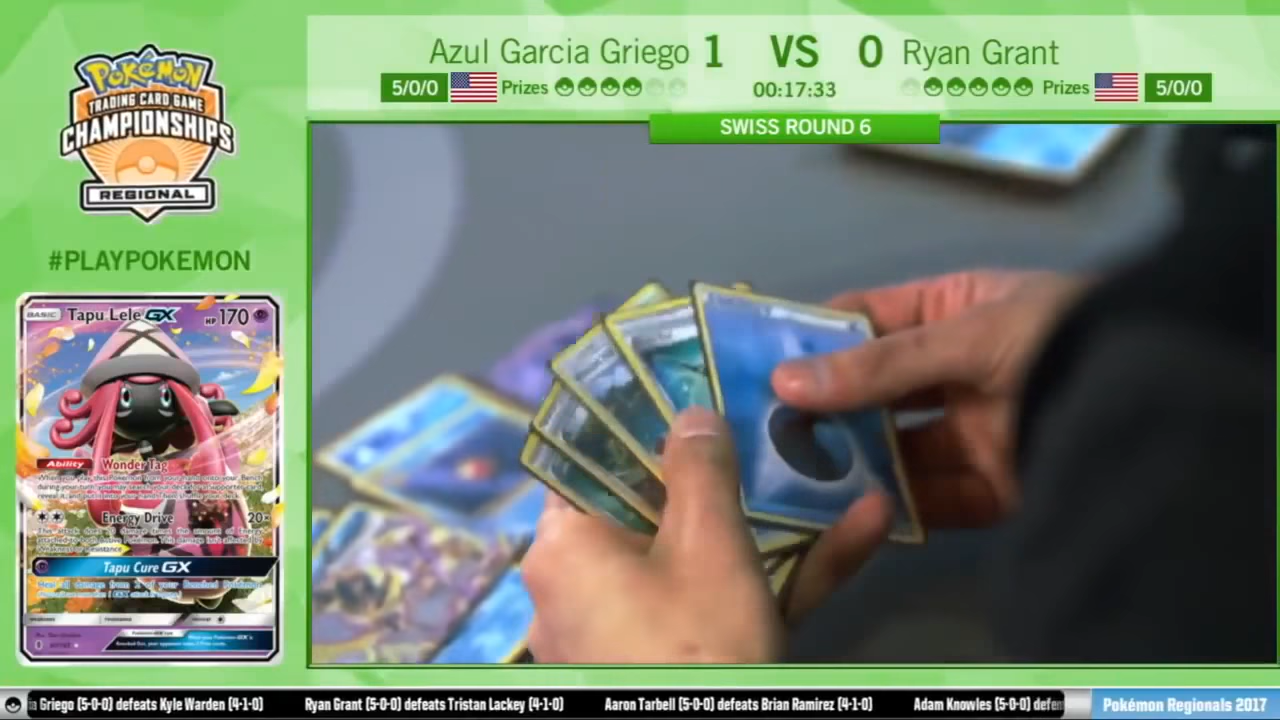 Pokémon
TRADING CARD GAME
CHAMPIONSHIPS
REGIONAL
#PLAYPOKEMON
Azul Garcia Griego 1 VS 0 Ryan Grant
5/0/0 Prizes 00:17:33 Prizes 5/0/0
SWISS ROUND 6
BASIC Tapu Lele GX HP 170
Ability Wonder Tag
Energy Drive 20×
Tapu Cure GX
Griego (5-0-0) defeats Kyle Warden (4-1-0) Ryan Grant (5-0-0) defeats Tristan Lackey (4-1-0) Aaron Tarbell (5-0-0) defeats Brian Ramirez (4-1-0) Adam Knowles (5-0-0) Pokémon Regionals 2017